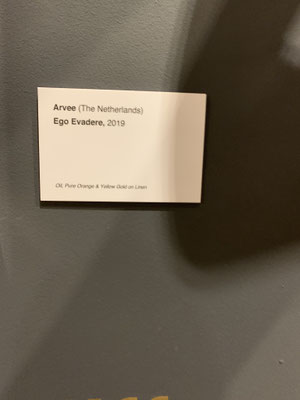 Arvee (The Netherlands)
Ego Evadere, 2019
Oil, Pure Orange & Yellow Gold on Linen